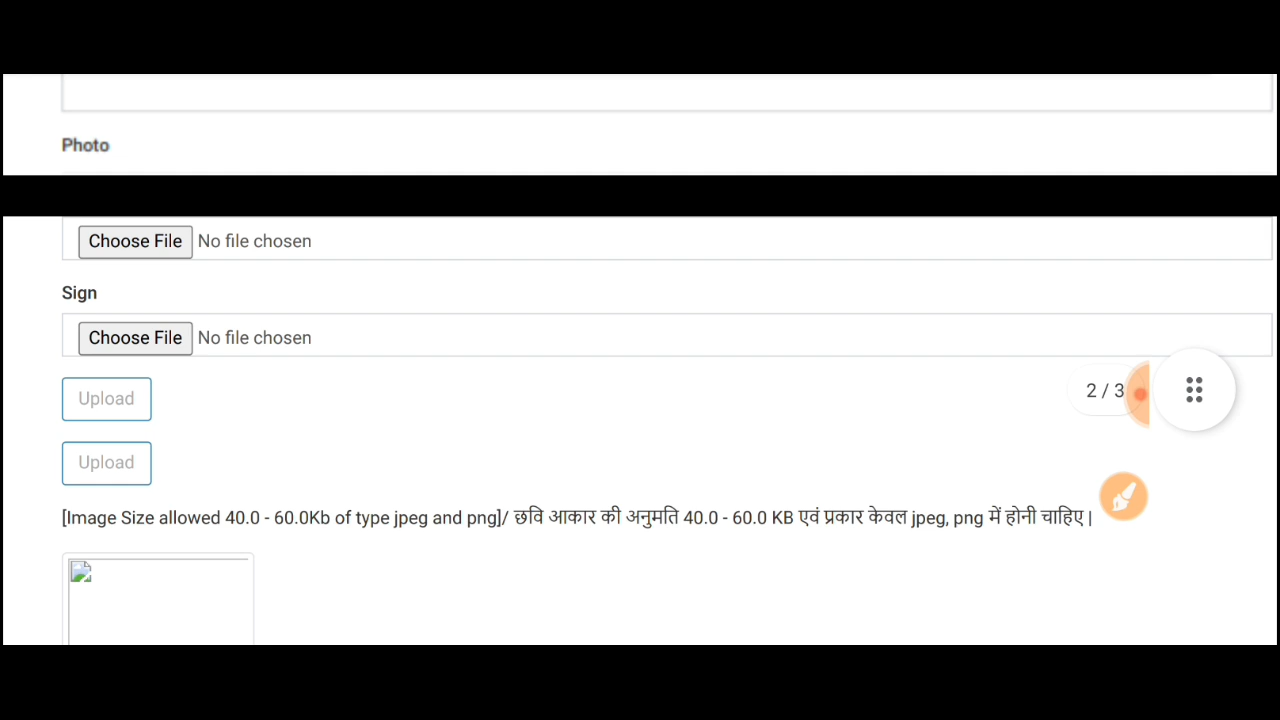 Photo
Choose File No file chosen
Sign
Choose File No file chosen
Upload
2 / 3
Upload
[Image Size allowed 40.0 - 60.0Kb of type jpeg and png]/ छवि आकार की अनुमति 40.0 - 60.0 KB एवं प्रकार केवल jpeg, png में होनी चाहिए |